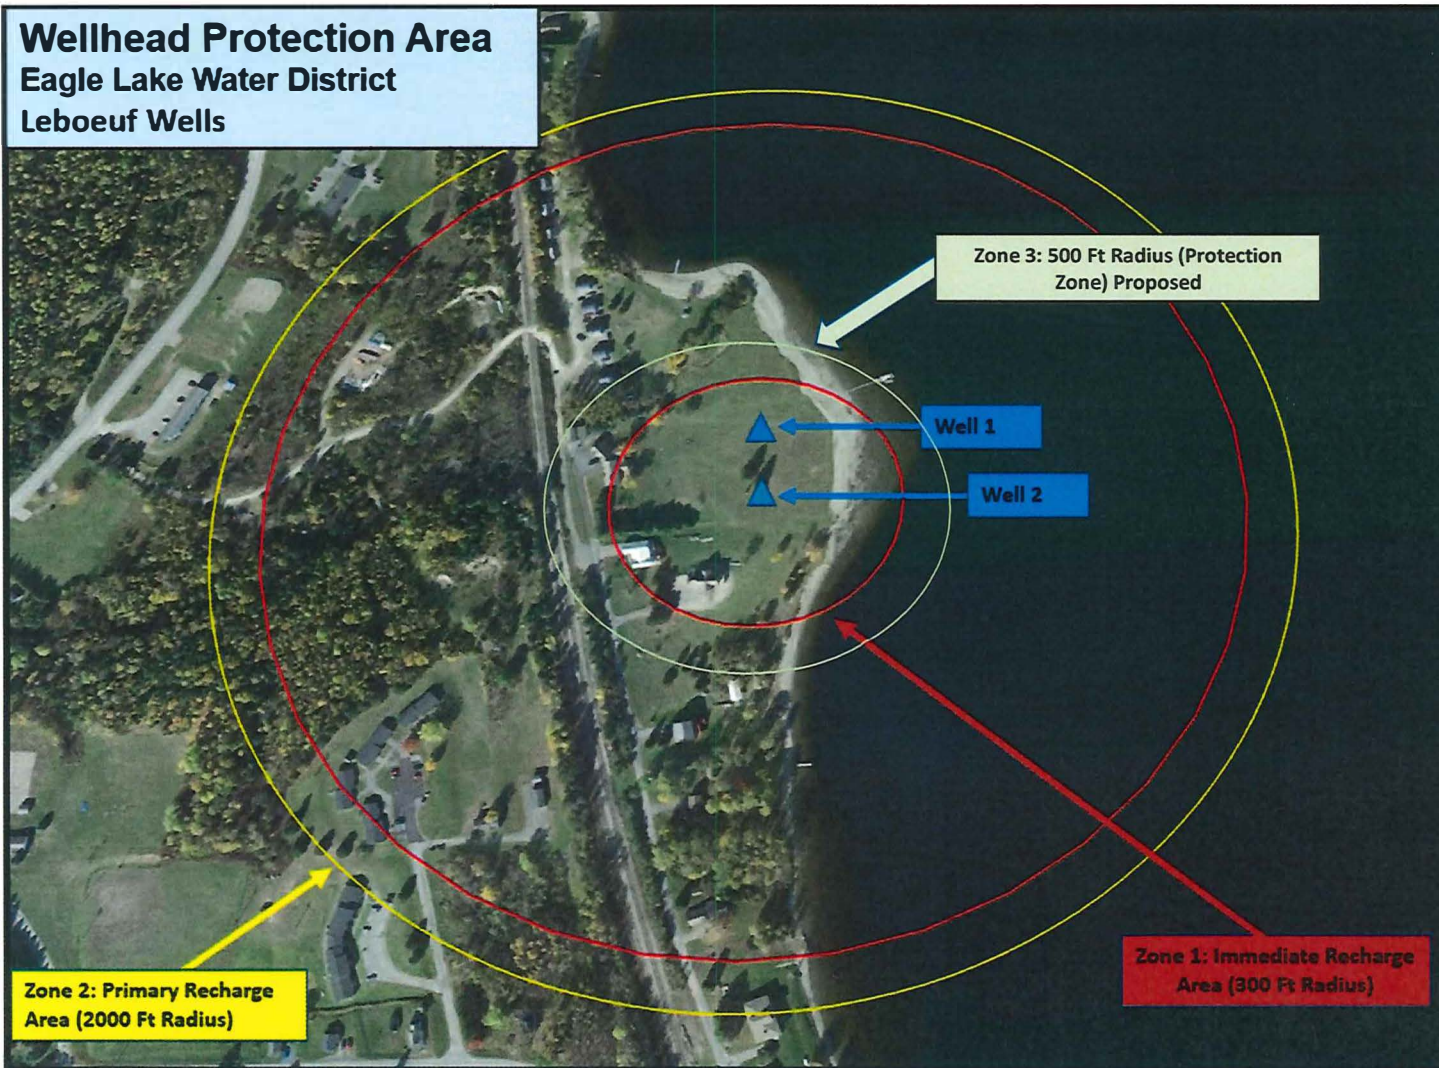 Wellhead Protection Area
Eagle Lake Water District
Leboeuf Wells
Zone 3: 500 Ft Radius (Protection
Zone) Proposed
Well 1
Well 2
Zone 2: Primary Recharge
Area (2000 Ft Radius)
Zone 1: Immediate Recharge
Area (300 Ft Radius)